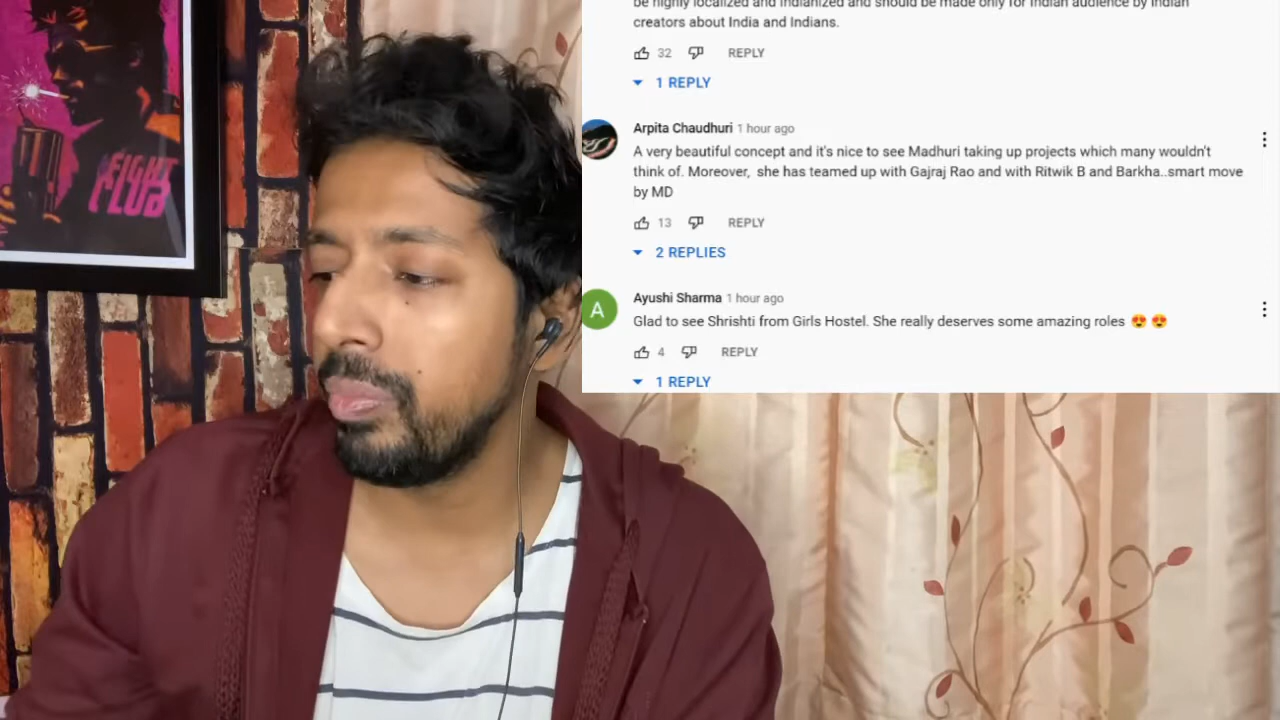 FIGHT
CLUB
be highly localized and Indianized and should be made only for Indian audience by Indian
creators about India and Indians.
32 REPLY
1 REPLY
Arpita Chaudhuri 1 hour ago
A very beautiful concept and it's nice to see Madhuri taking up projects which many wouldn't
think of. Moreover, she has teamed up with Gajraj Rao and with Ritwik B and Barkha..smart move
by MD
13 REPLY
2 REPLIES
A
Ayushi Sharma 1 hour ago
Glad to see Shrishti from Girls Hostel. She really deserves some amazing roles 😍 😍
4 REPLY
1 REPLY